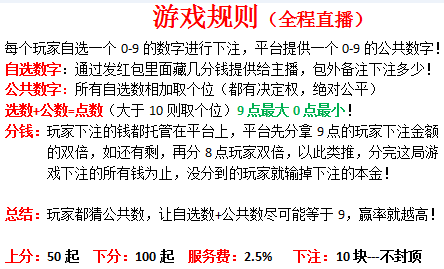 游戏规则（全程直播）
每个玩家自选一个 0-9 的数字进行下注，平台提供一个 0-9 的公共数字！
自选数字：通过发红包里面藏几分钱提供给主播，包外备注下注多少！
公共数字：所有自选数相加取个位（都有决定权，绝对公平）
选数+公数=点数（大于 10 则取个位）9 点最大 0 点最小！
分钱：玩家下注的钱都托管在平台上，平台先分拿 9 点的玩家下注金额
的双倍，如还有剩，再分 8 点玩家双倍，以此类推，分完这局游
戏下注的所有钱为止，没分到的玩家就输掉下注的本金！
总结：玩家都猜公共数，让自选数+公共数尽可能等于 9，赢率就越高！
上分：50 起 下分：100 起 服务费：2.5% 下注：10 块---不封顶